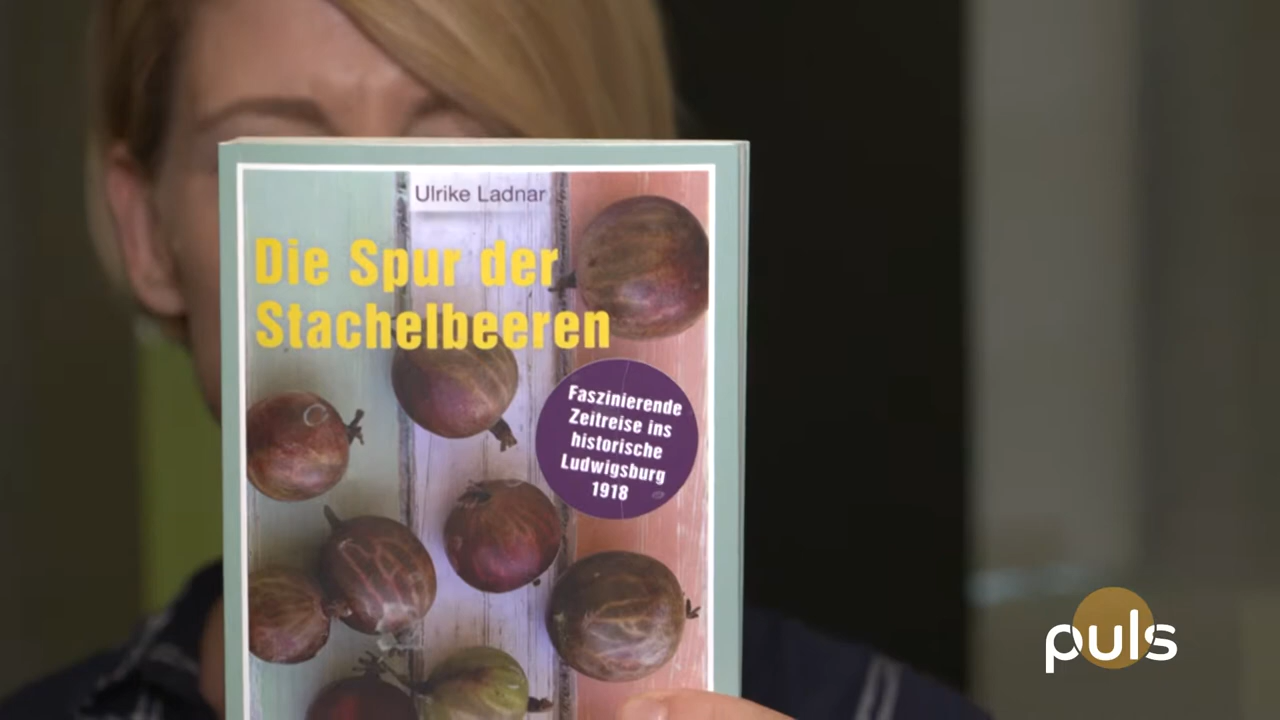 Ulrike Ladnar
Die Spur der
Stachelbeeren
Faszinierende
Zeitreise ins
historische
Ludwigsburg
1918
puls